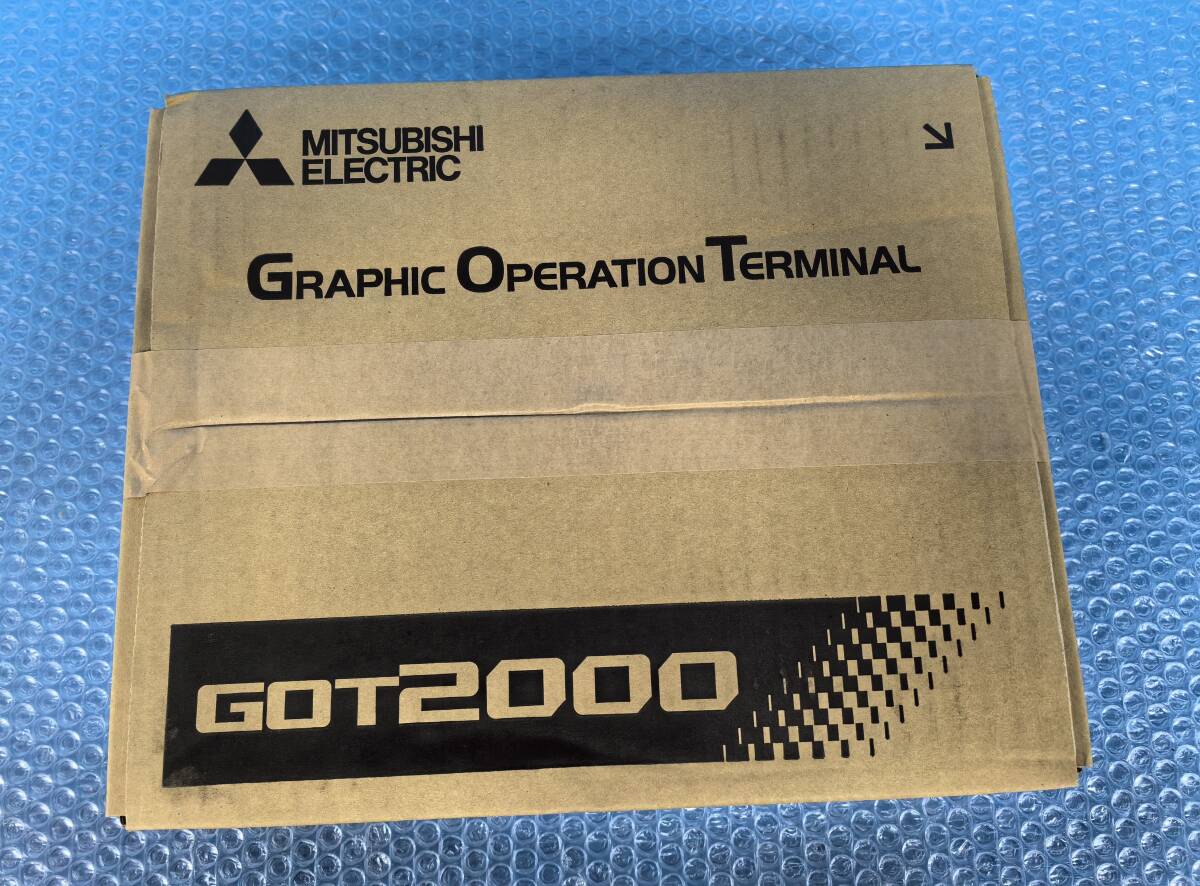 MITSUBISHI
ELECTRIC
GRAPHIC OPERATION TERMINAL
GOT2000